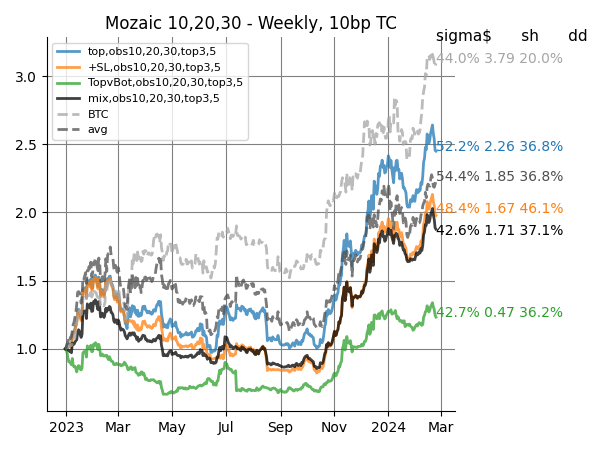 Mozaic 10,20,30 - Weekly, 10bp TC
sigma$ sh dd
top,obs10,20,30,top3,5
+SL,obs10,20,30,top3,5
TopvBot,obs10,20,30,top3,5
mix,obs10,20,30,top3,5
BTC
avg
44.0% 3.79 20.0%
52.2% 2.26 36.8%
54.4% 1.85 36.8%
48.4% 1.67 46.1%
42.6% 1.71 37.1%
42.7% 0.47 36.2%
3.0
2.5
2.0
1.5
1.0
2023 Mar May Jul Sep Nov 2024 Mar